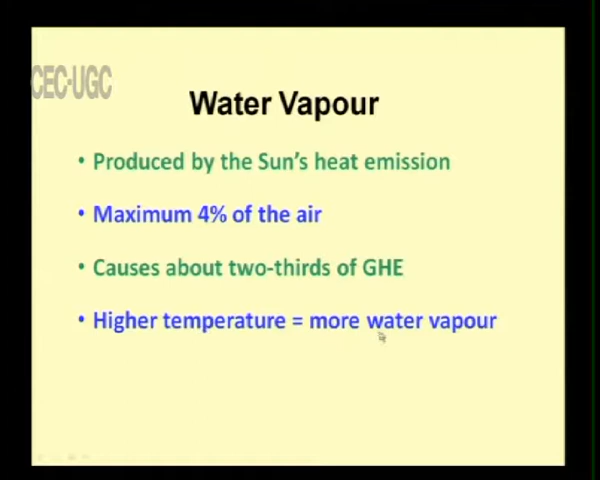 CEC-UGC
Water Vapour
• Produced by the Sun's heat emission
• Maximum 4% of the air
• Causes about two-thirds of GHE
• Higher temperature = more water vapour